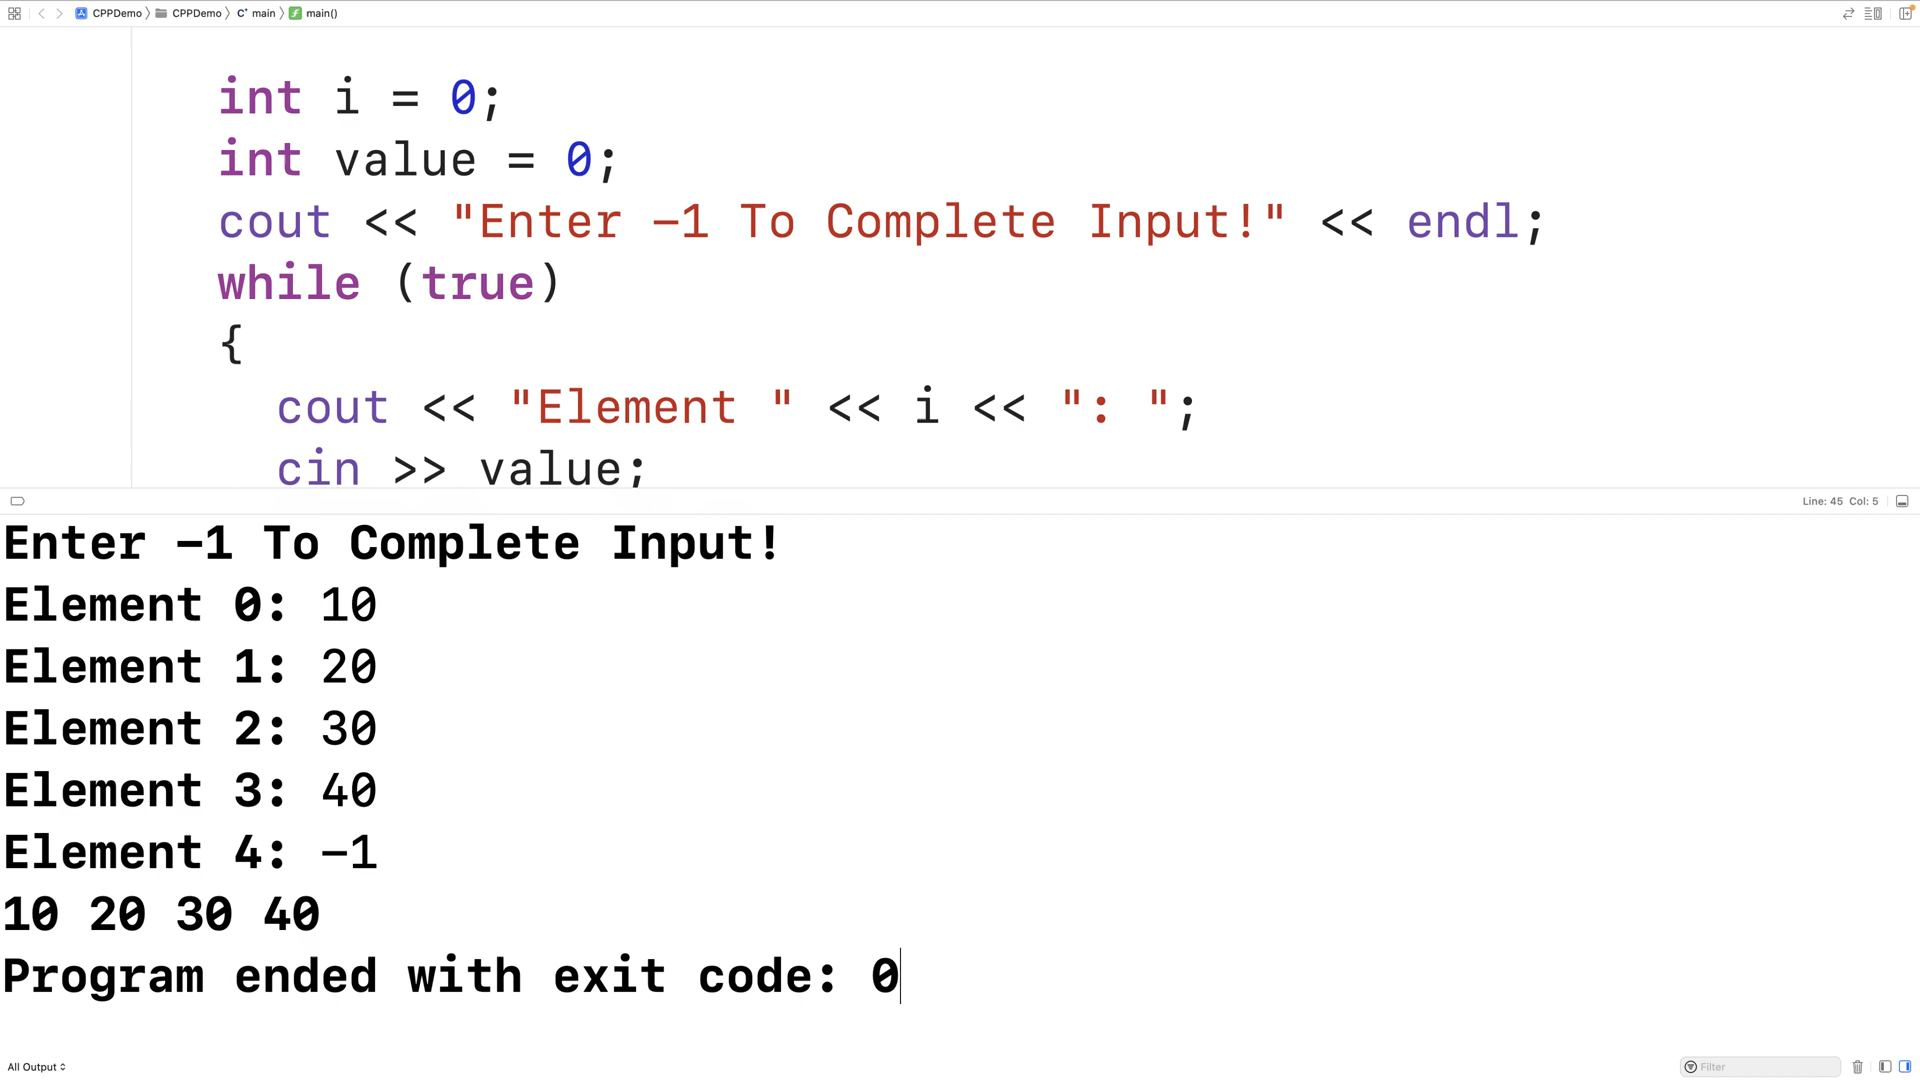 CPPDemo 〉 CPPDemo 〉 C⁺ main 〉 f main()
int i = 0;
int value = 0;
cout << "Enter -1 To Complete Input!" << endl;
while (true)
{
cout << "Element " << i << ": ";
cin >> value;
Line: 45 Col: 5
Enter -1 To Complete Input!
Element 0: 10
Element 1: 20
Element 2: 30
Element 3: 40
Element 4: -1
10 20 30 40
Program ended with exit code: 0
All Output
Filter